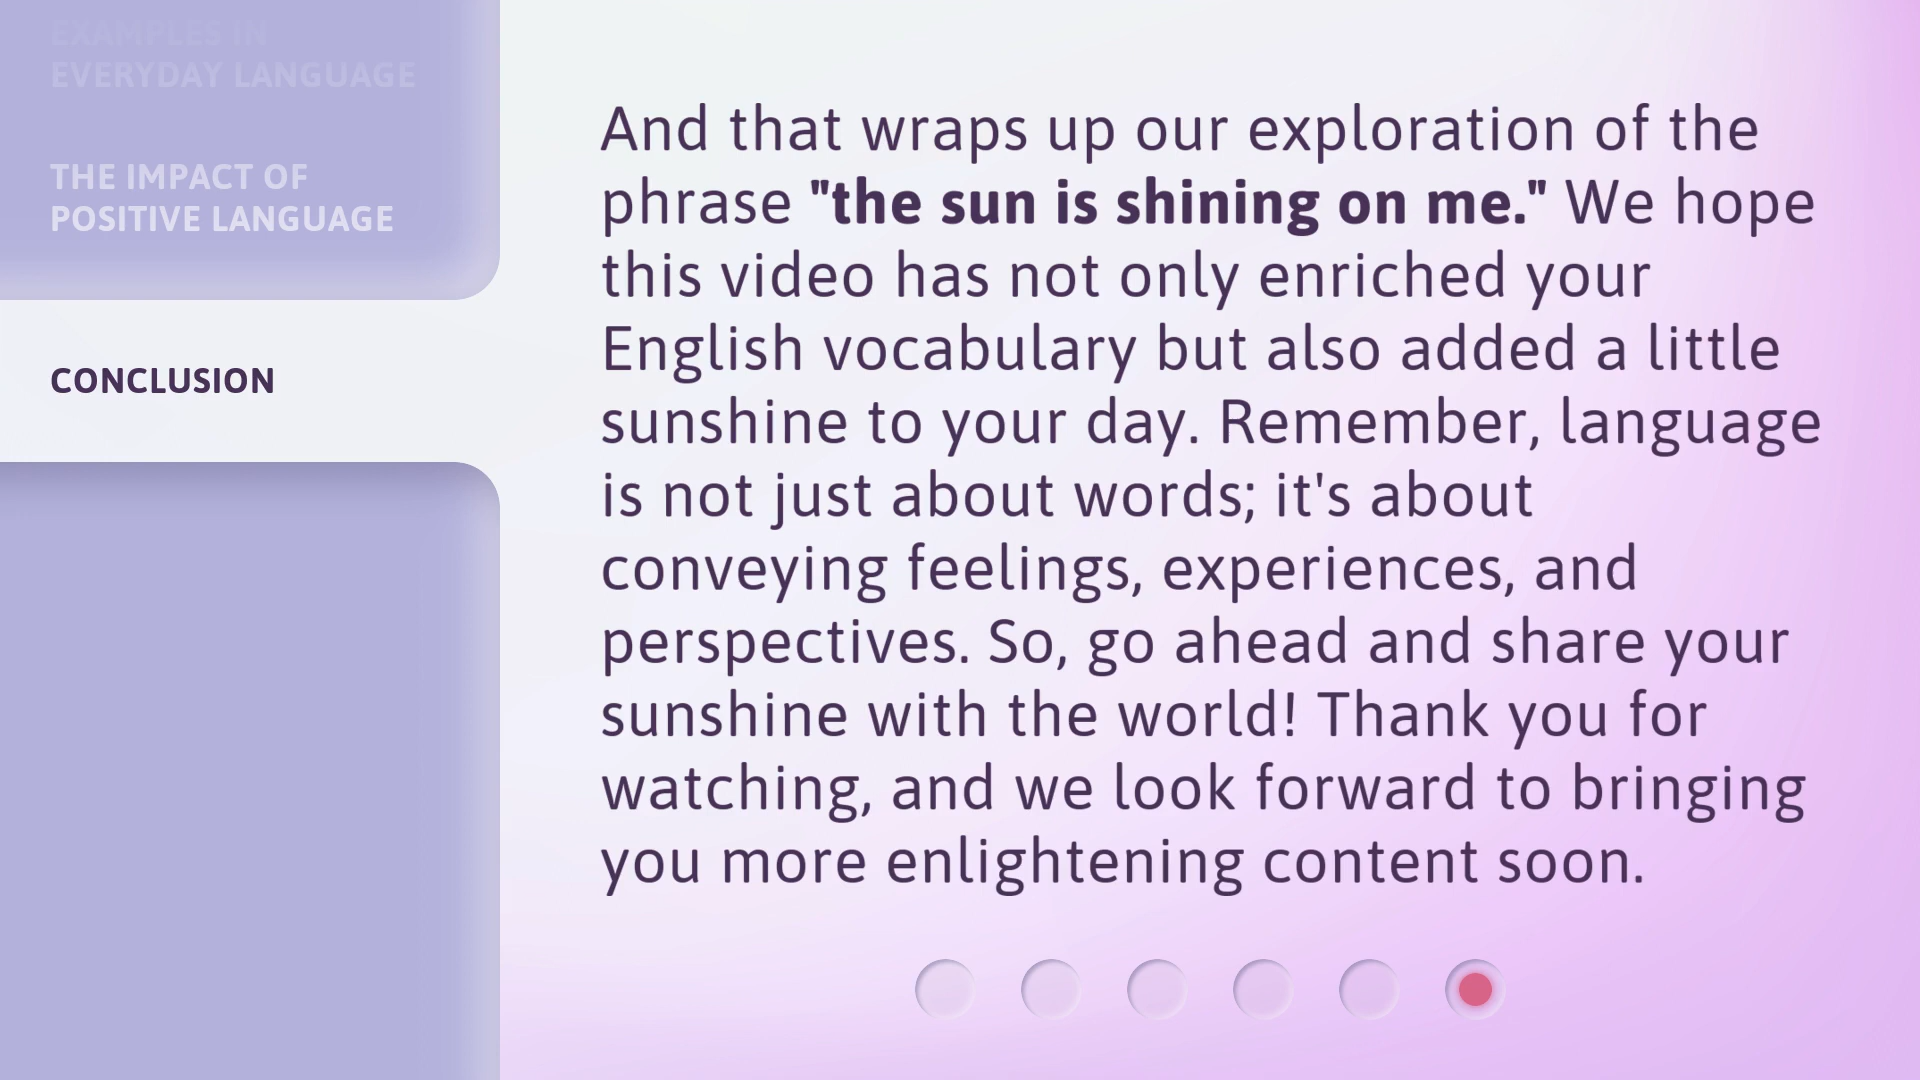 EXAMPLES IN
EVERYDAY LANGUAGE
THE IMPACT OF
POSITIVE LANGUAGE
CONCLUSION
And that wraps up our exploration of the
phrase "the sun is shining on me." We hope
this video has not only enriched your
English vocabulary but also added a little
sunshine to your day. Remember, language
is not just about words; it's about
conveying feelings, experiences, and
perspectives. So, go ahead and share your
sunshine with the world! Thank you for
watching, and we look forward to bringing
you more enlightening content soon.